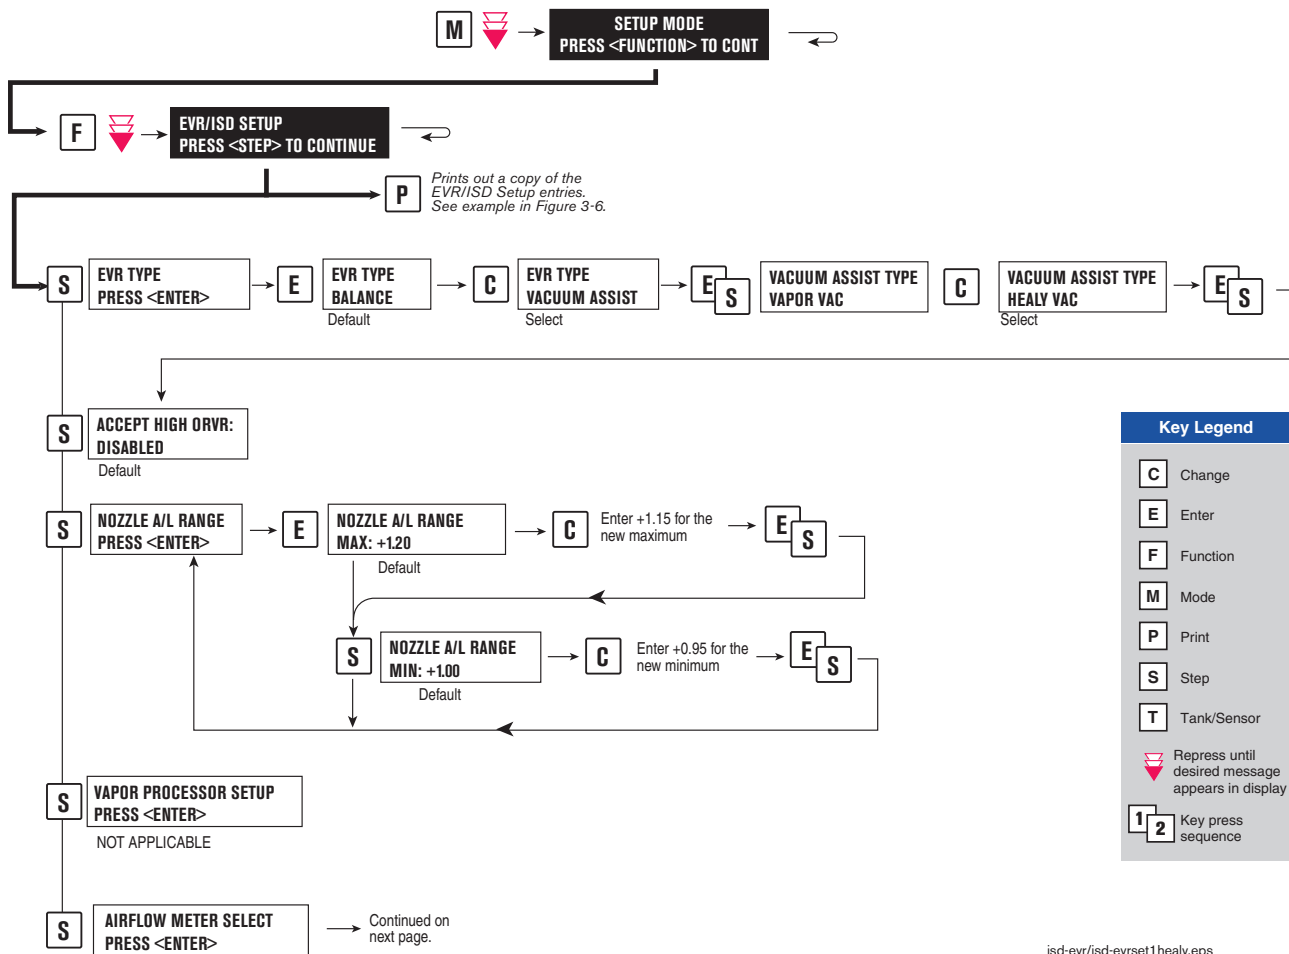 M
SETUP MODE
PRESS <FUNCTION> TO CONT
F
EVR/ISD SETUP
PRESS <STEP> TO CONTINUE
P
Prints out a copy of the
EVR/ISD Setup entries.
See example in Figure 3-6.
S
EVR TYPE
PRESS <ENTER>
E
EVR TYPE
BALANCE
Default
C
EVR TYPE
VACUUM ASSIST
Select
E
S
VACUUM ASSIST TYPE
VAPOR VAC
C
VACUUM ASSIST TYPE
HEALY VAC
Select
E
S
S
ACCEPT HIGH ORVR:
DISABLED
Default
S
NOZZLE A/L RANGE
PRESS <ENTER>
E
NOZZLE A/L RANGE
MAX: +1.20
Default
C
Enter +1.15 for the
new maximum
E
S
S
NOZZLE A/L RANGE
MIN: +1.00
Default
C
Enter +0.95 for the
new minimum
E
S
S
VAPOR PROCESSOR SETUP
PRESS <ENTER>
NOT APPLICABLE
S
AIRFLOW METER SELECT
PRESS <ENTER>
Continued on
next page.
Key Legend
C Change
E Enter
F Function
M Mode
P Print
S Step
T Tank/Sensor
Repress until
desired message
appears in display
1
2
Key press
sequence
isd-evr/isd-evrset1healy.eps